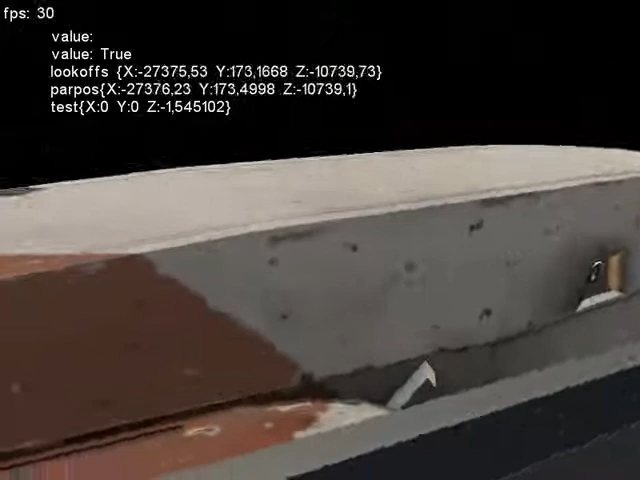 fps: 30
value:
value: True
lookoffs {X:-27375,53 Y:173,1668 Z:-10739,73}
parpos{X:-27376,23 Y:173,4998 Z:-10739,1}
test{X:0 Y:0 Z:-1,545102}